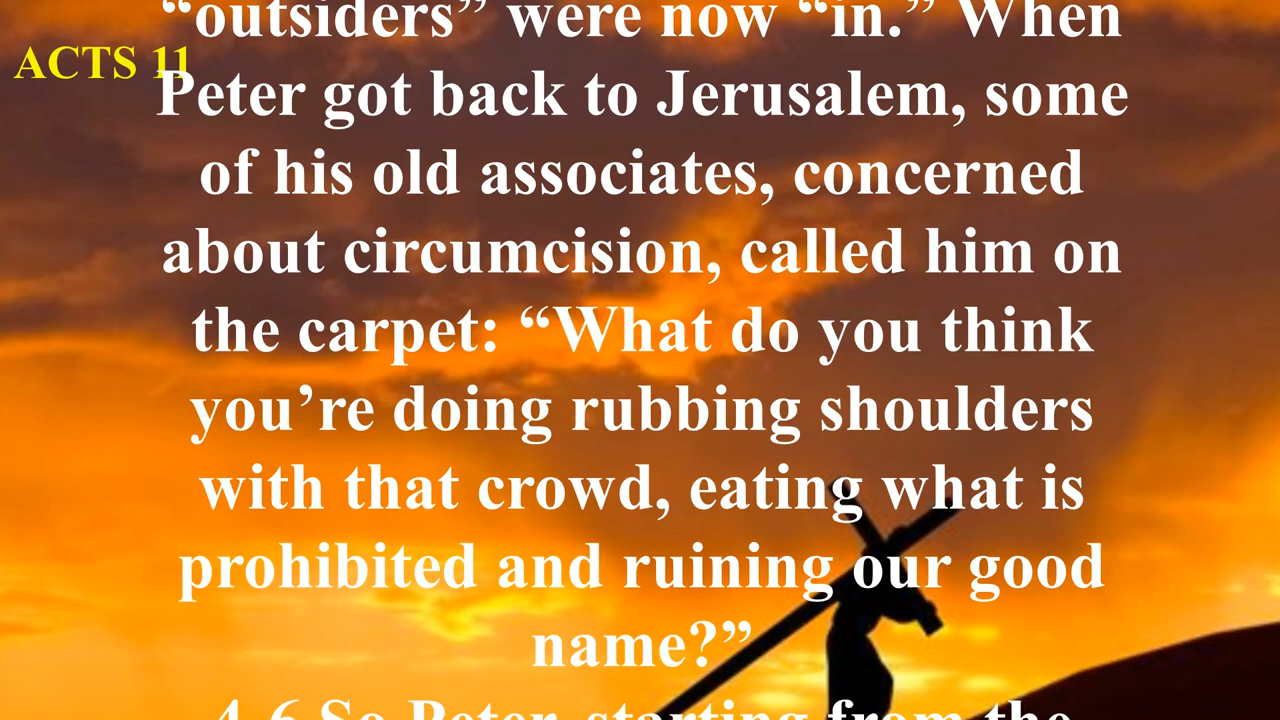 “outsiders” were now “in.” When
ACTS 11
Peter got back to Jerusalem, some
of his old associates, concerned
about circumcision, called him on
the carpet: “What do you think
you’re doing rubbing shoulders
with that crowd, eating what is
prohibited and ruining our good
name?”
4-6 So Peter, starting from the